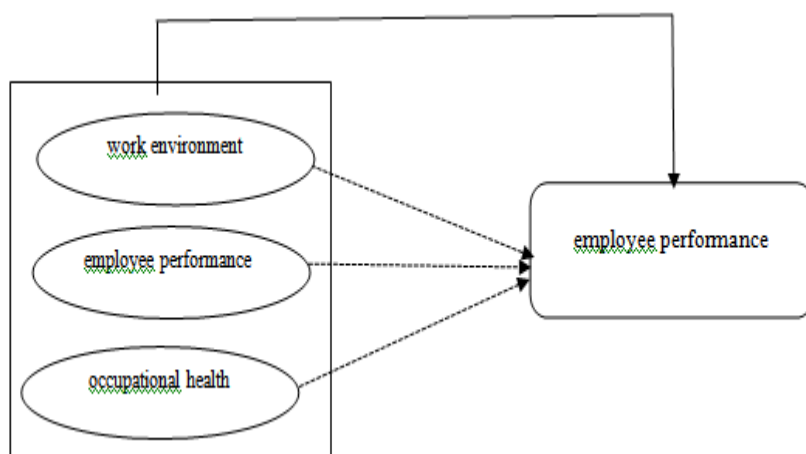 work environment
employee performance
employee performance
occupational health